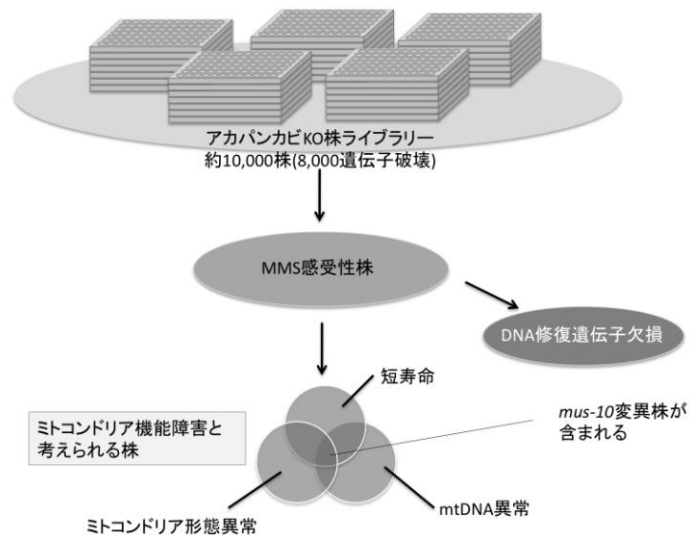 アカパンカビKO株ライブラリー
約10,000株(8,000遺伝子破壊)
MMS感受性株
DNA修復遺伝子欠損
短寿命
ミトコンドリア機能障害と
考えられる株
mus-10変異株が
含まれる
mtDNA異常
ミトコンドリア形態異常